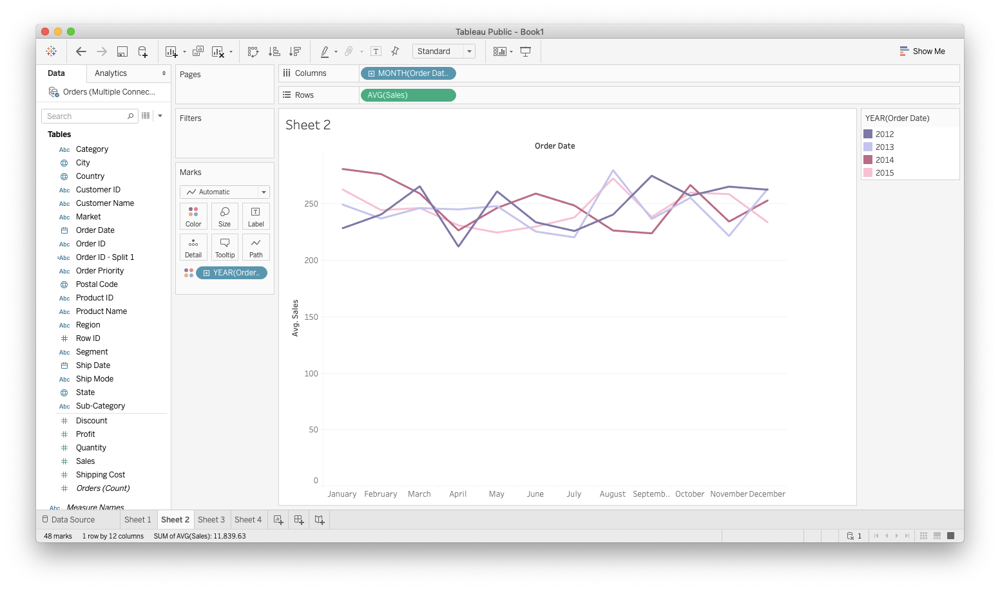 Tableau Public - Book1
Standard
Show Me
Data
Analytics
Orders (Multiple Connec...
Search
Tables
Abc Category
City
Country
Abc Customer ID
Abc Customer Name
Abc Market
Order Date
Abc Order ID
=Abc Order ID - Split 1
Abc Order Priority
Postal Code
Abc Product ID
Abc Product Name
Abc Region
# Row ID
Abc Segment
Ship Date
Abc Ship Mode
State
Abc Sub-Category
# Discount
# Profit
# Quantity
# Sales
# Shipping Cost
# Orders (Count)
Abc Measure Names
Pages
Filters
Marks
Automatic
Color
Size
T
Label
Detail
Tooltip
Path
YEAR(Order..
Columns
MONTH(Order Dat..
Rows
AVG(Sales)
Sheet 2
Order Date
Avg. Sales
250
200
150
100
50
0
January February March April May June July August Septemb.. October November December
YEAR(Order Date)
2012
2013
2014
2015
Data Source
Sheet 1
Sheet 2
Sheet 3
Sheet 4
48 marks
1 row by 12 columns
SUM of AVG(Sales): 11,839.63
1